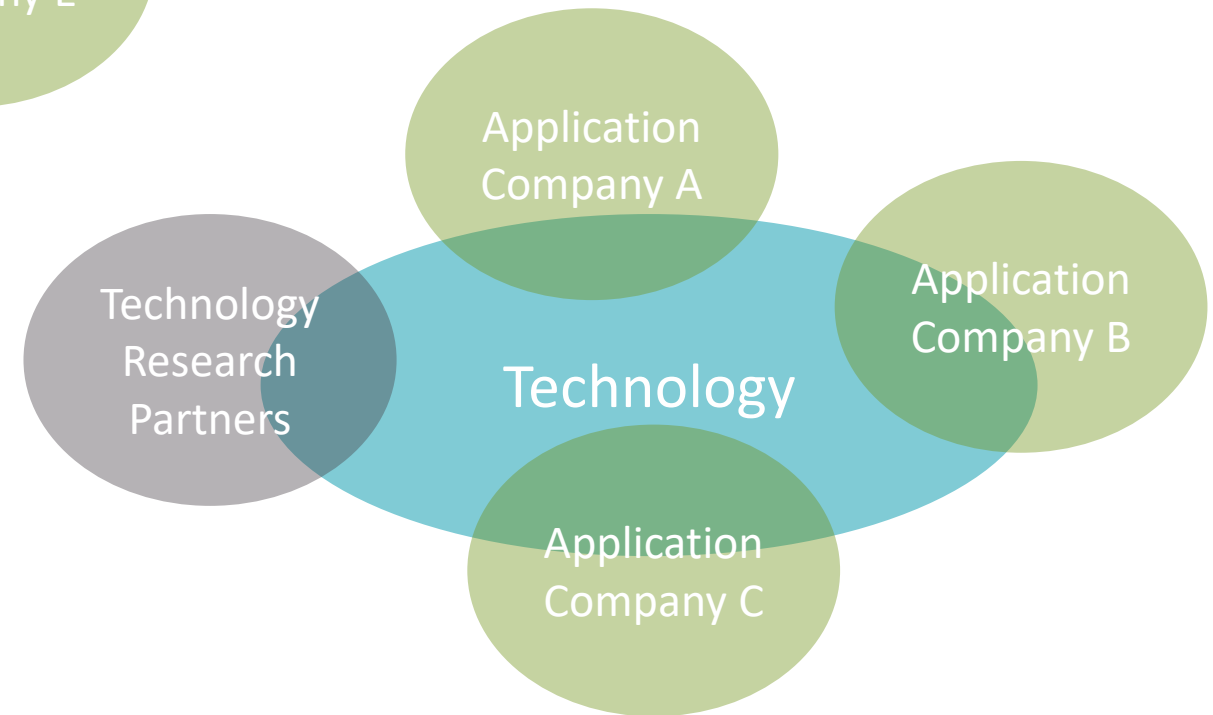 Application
Company A
Application
Company B
Technology
Research
Partners
Technology
Application
Company C